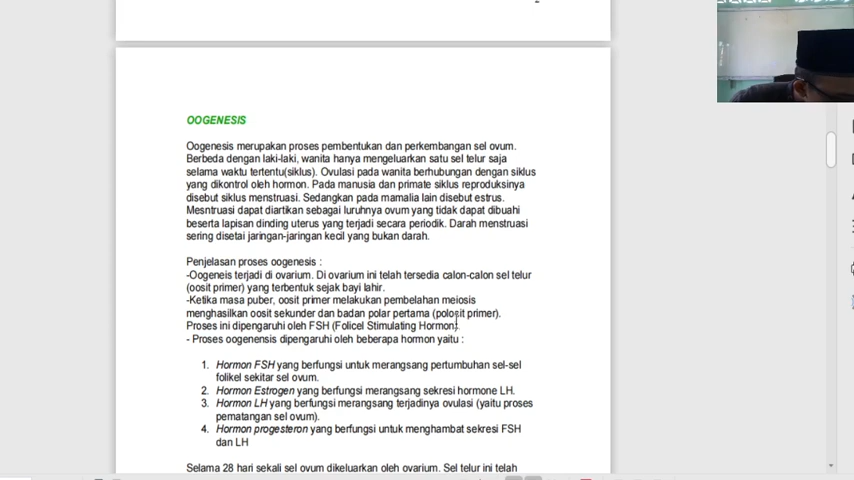 OOGENESIS
Oogenesis merupakan proses pembentukan dan perkembangan sel ovum.
Berbeda dengan laki-laki, wanita hanya mengeluarkan satu sel telur saja
selama waktu tertentu(siklus). Ovulasi pada wanita berhubungan dengan siklus
yang dikontrol oleh hormon. Pada manusia dan primate siklus reproduksinya
disebut siklus menstruasi. Sedangkan pada mamalia lain disebut estrus.
Mesntruasi dapat diartikan sebagai luruhnya ovum yang tidak dapat dibuahi
beserta lapisan dinding uterus yang terjadi secara periodik. Darah menstruasi
sering disetai jaringan-jaringan kecil yang bukan darah.
Penjelasan proses oogenesis :
-Oogeneis terjadi di ovarium. Di ovarium ini telah tersedia calon-calon sel telur
(oosit primer) yang terbentuk sejak bayi lahir.
-Ketika masa puber, oosit primer melakukan pembelahan meiosis
menghasilkan oosit sekunder dan badan polar pertama (polosit primer).
Proses ini dipengaruhi oleh FSH (Folicel Stimulating Hormon)
- Proses oogenensis dipengaruhi oleh beberapa hormon yaitu :
1. Hormon FSH yang berfungsi untuk merangsang pertumbuhan sel-sel
folikel sekitar sel ovum.
2. Hormon Estrogen yang berfungsi merangsang sekresi hormone LH.
3. Hormon LH yang berfungsi merangsang terjadinya ovulasi (yaitu proses
pematangan sel ovum).
4. Hormon progesteron yang berfungsi untuk menghambat sekresi FSH
dan LH
Selama 28 hari sekali sel ovum dikeluarkan oleh ovarium. Sel telur ini telah